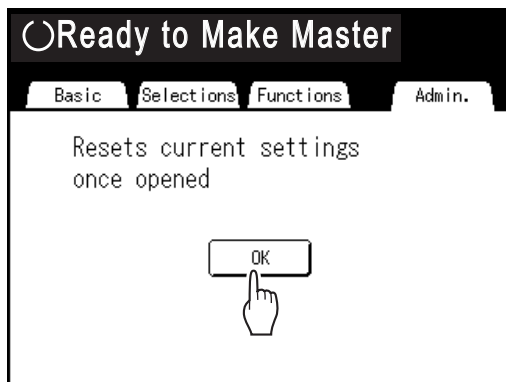 Ready to Make Master
Basic Selections Functions Admin.
Resets current settings
once opened
OK